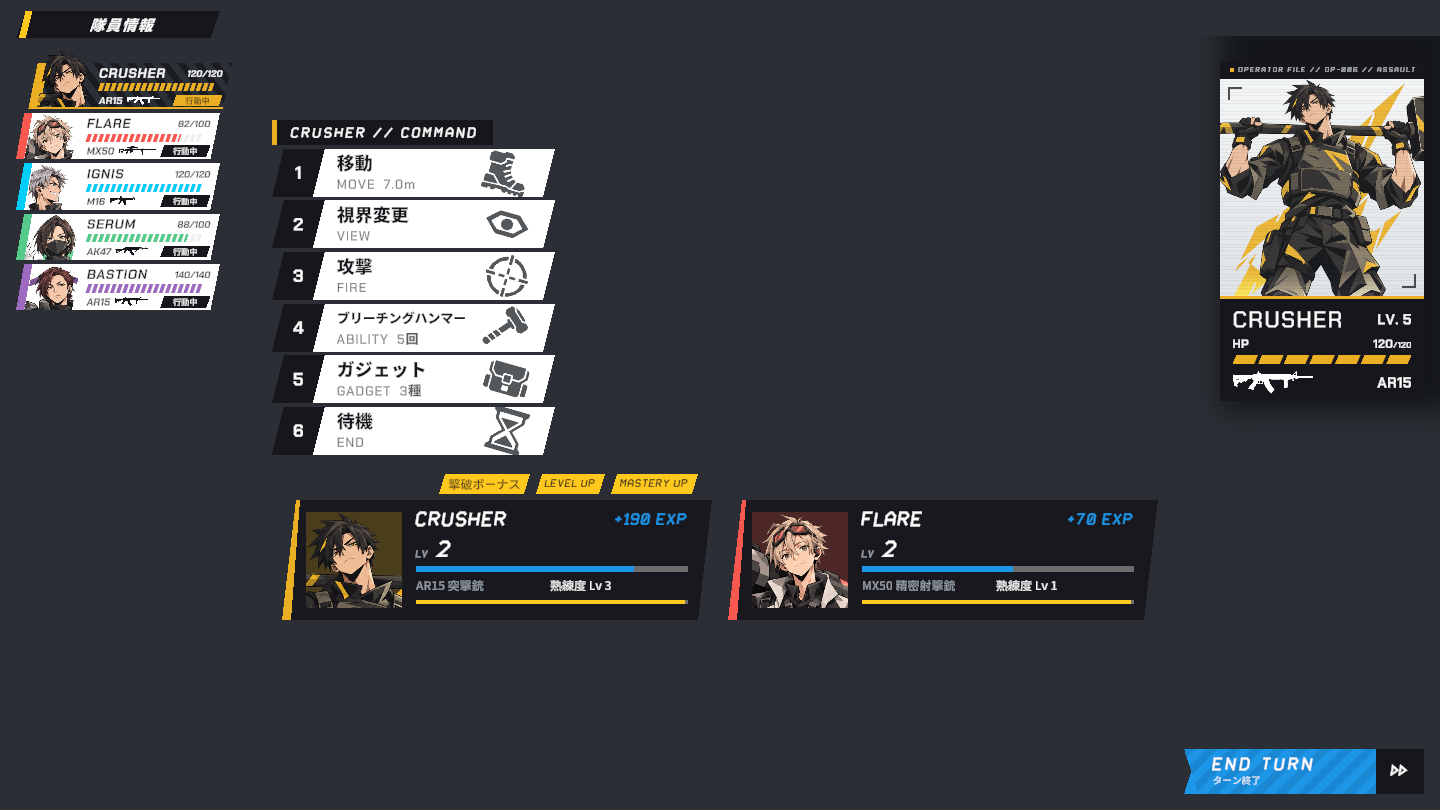 隊員情報
CRUSHER 120/120
AR15 行動中
FLARE 82/100
MX50 行動中
IGNIS 120/120
M16 行動中
SERUM 88/100
AK47 行動中
BASTION 140/140
AR15 行動中
CRUSHER // COMMAND
1 移動
MOVE 7.0m
2 視界変更
VIEW
3 攻撃
FIRE
4 ブリーチングハンマー
ABILITY 5回
5 ガジェット
GADGET 3種
6 待機
END
OPERATOR FILE // OP-006 // ASSAULT
CRUSHER LV. 5
HP 120/120
AR15
撃破ボーナス LEVEL UP MASTERY UP
CRUSHER +190 EXP
LV 2
AR15 突撃銃 熟練度 Lv 3
FLARE +70 EXP
LV 2
MX50 精密射撃銃 熟練度 Lv 1
END TURN
ターン終了